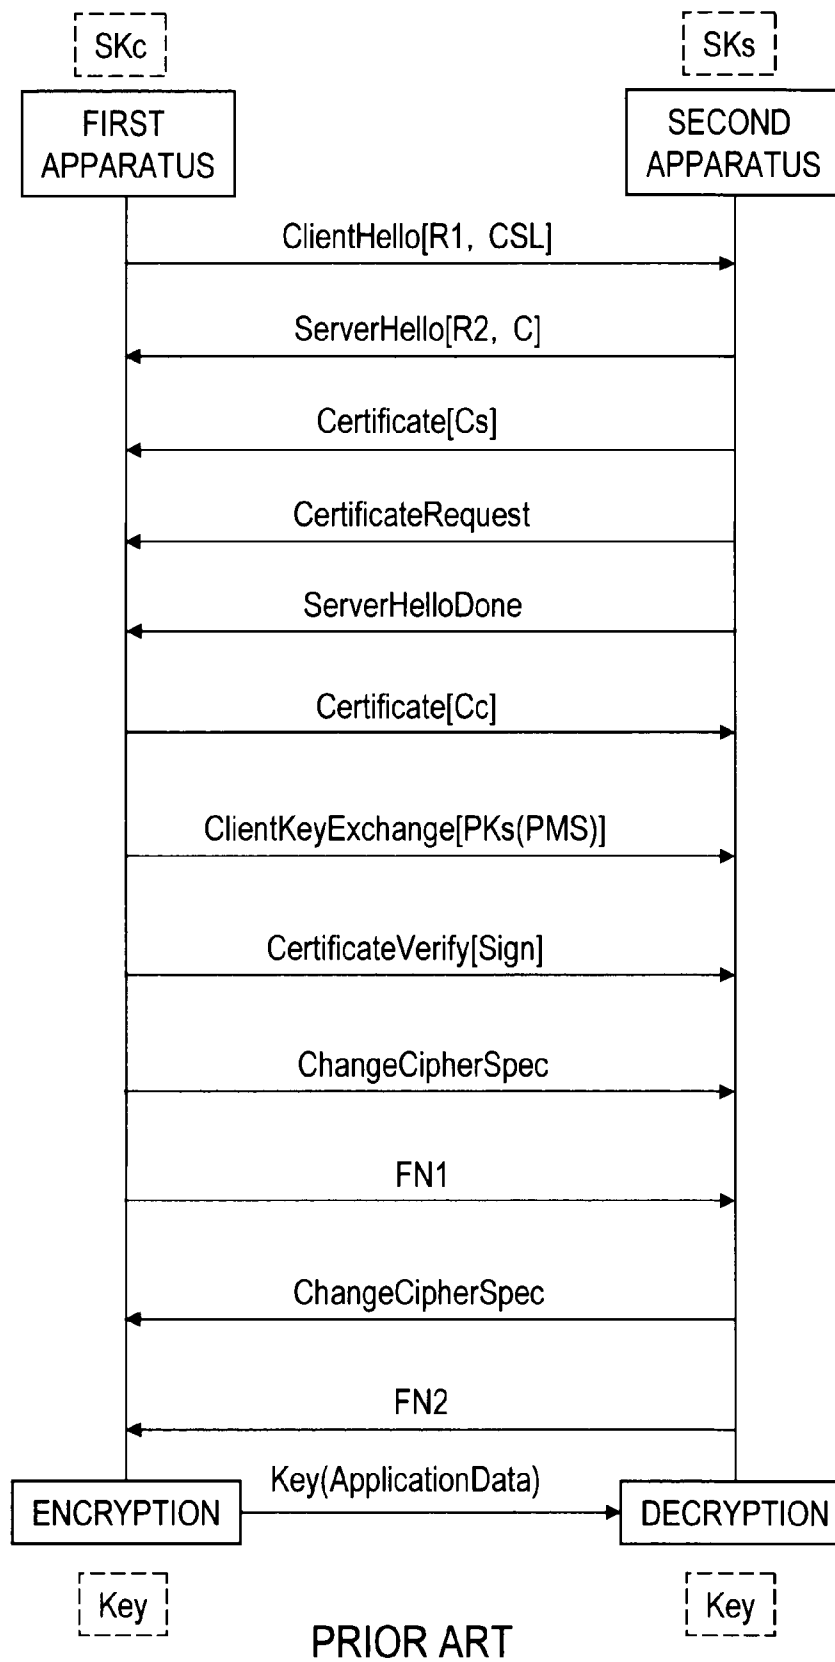 SKc
SKs
FIRST
APPARATUS
SECOND
APPARATUS
ClientHello[R1, CSL]
ServerHello[R2, C]
Certificate[Cs]
CertificateRequest
ServerHelloDone
Certificate[Cc]
ClientKeyExchange[PKs(PMS)]
CertificateVerify[Sign]
ChangeCipherSpec
FN1
ChangeCipherSpec
FN2
Key(ApplicationData)
ENCRYPTION
DECRYPTION
Key
Key
PRIOR ART